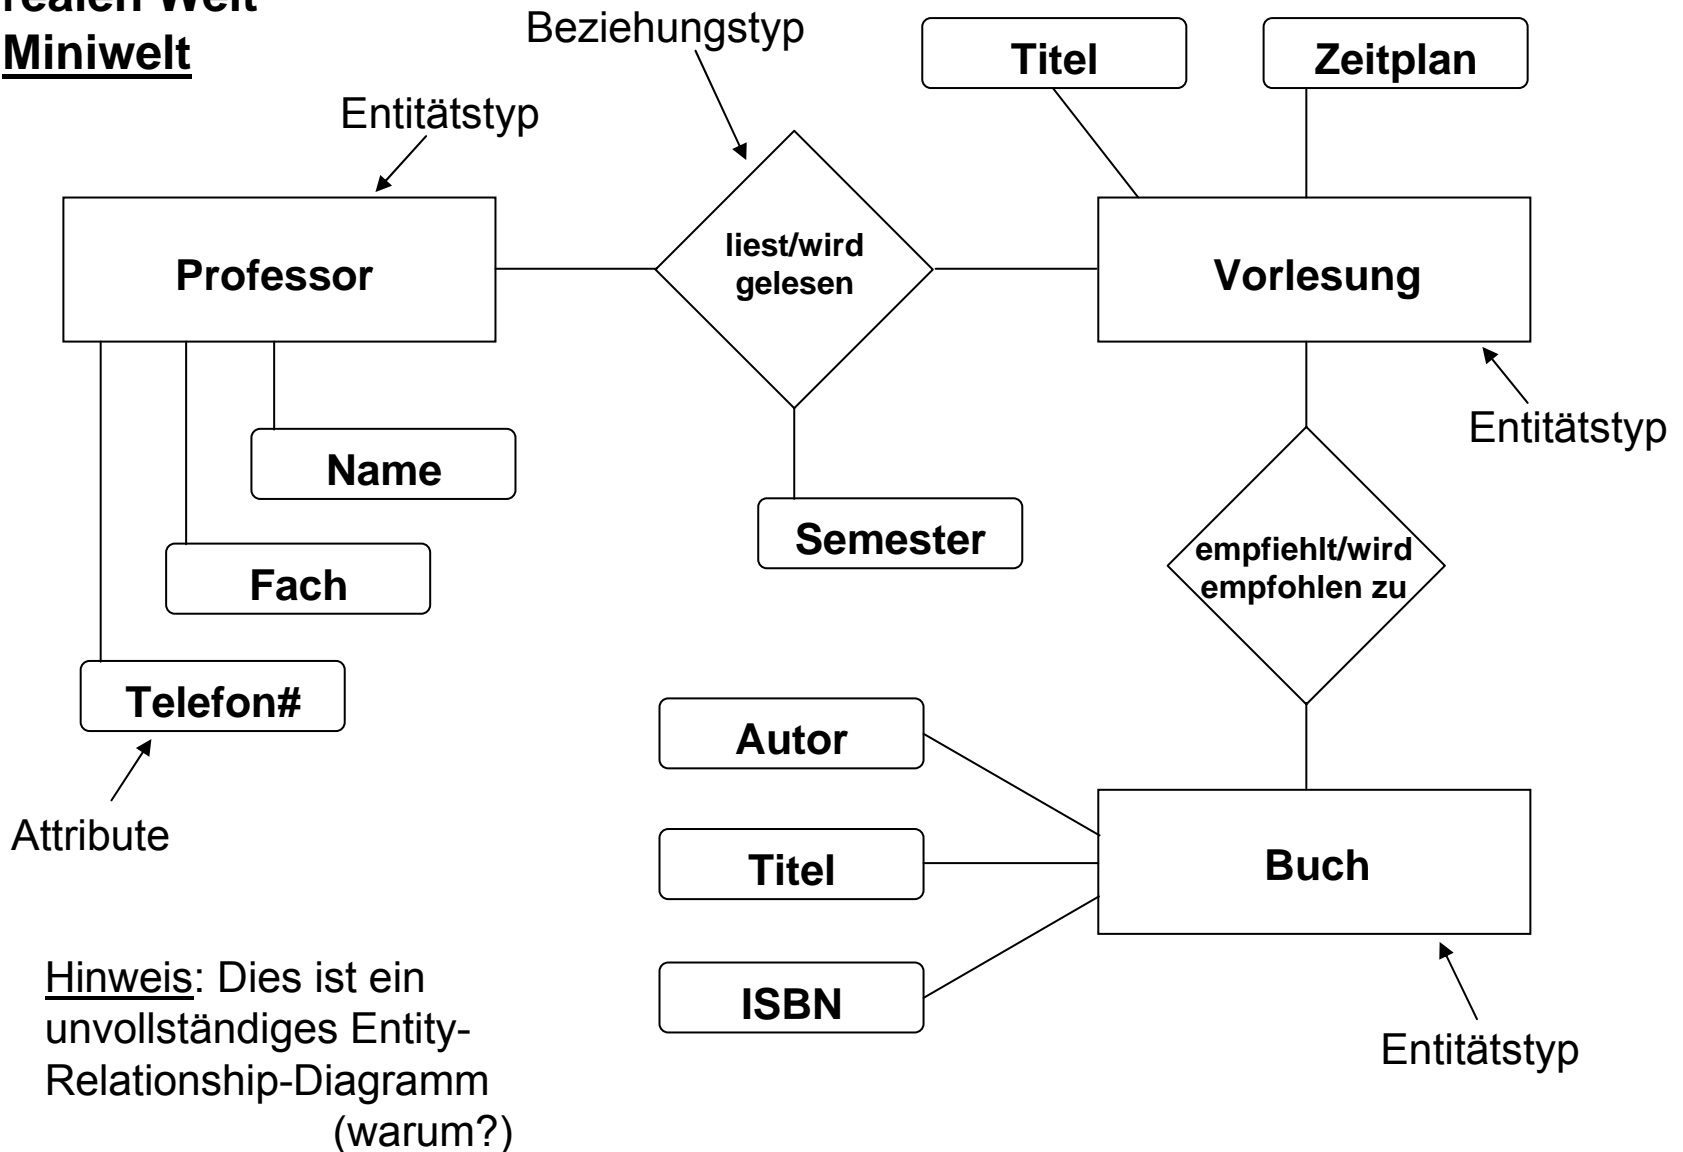 realen Welt
Miniwelt
Beziehungstyp
Titel
Zeitplan
Entitätstyp
Professor
liest/wird
gelesen
Vorlesung
Entitätstyp
Name
Semester
Fach
empfiehlt/wird
empfohlen zu
Telefon#
Attribute
Autor
Titel
ISBN
Buch
Entitätstyp
Hinweis: Dies ist ein
unvollständiges Entity-
Relationship-Diagramm
(warum?)